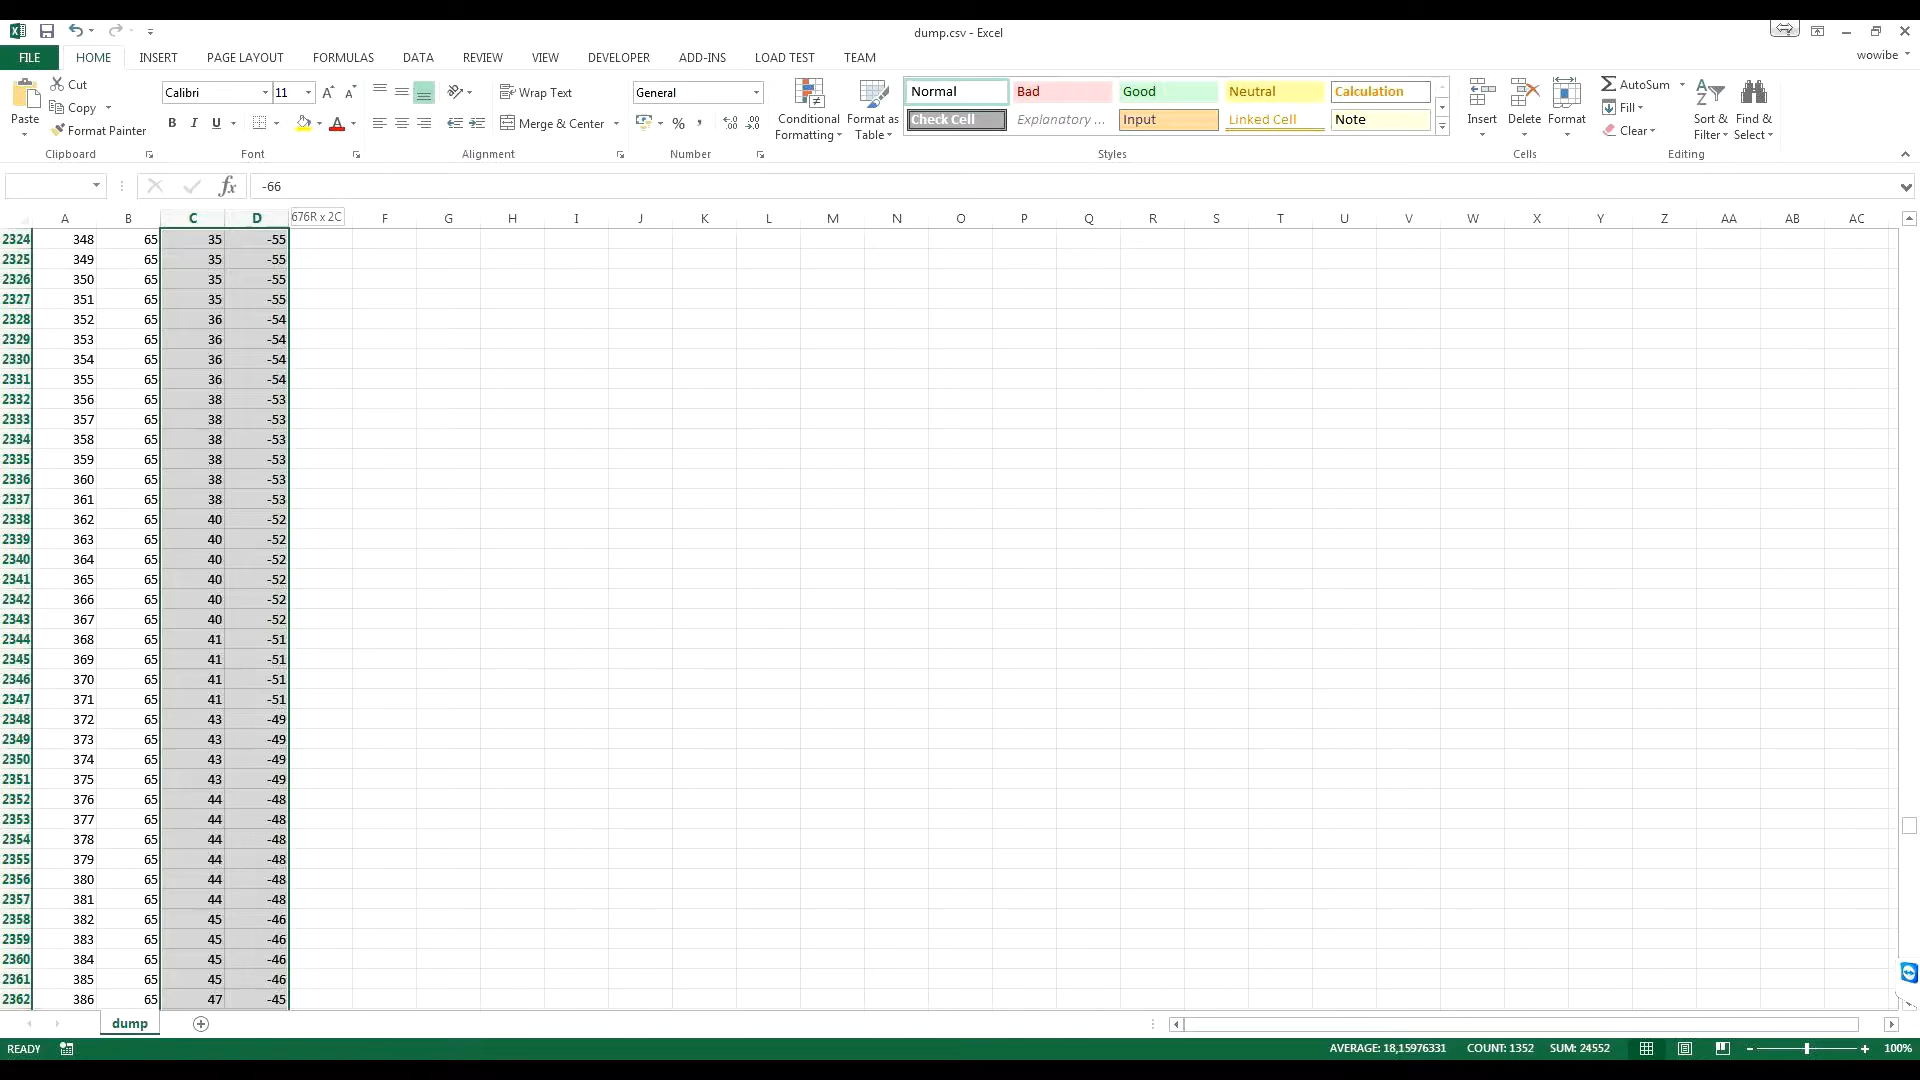 dump.csv - Excel
FILE HOME INSERT PAGE LAYOUT FORMULAS DATA REVIEW VIEW DEVELOPER ADD-INS LOAD TEST TEAM wowibe
Paste Cut Copy Format Painter
Clipboard
Calibri 11
B I U
Font
Wrap Text
Merge & Center
Alignment
General
Number
Conditional Formatting
Format as Table
Normal Bad Good Neutral Calculation
Check Cell Explanatory ... Input Linked Cell Note
Styles
Insert Delete Format
Cells
AutoSum
Fill
Clear
Sort & Filter
Find & Select
Editing
fx -66
A B C D 676R x 2C F G H I J K L M N O P Q R S T U V W X Y Z AA AB AC
2324 348 65 35 -55
2325 349 65 35 -55
2326 350 65 35 -55
2327 351 65 35 -55
2328 352 65 36 -54
2329 353 65 36 -54
2330 354 65 36 -54
2331 355 65 36 -54
2332 356 65 38 -53
2333 357 65 38 -53
2334 358 65 38 -53
2335 359 65 38 -53
2336 360 65 38 -53
2337 361 65 38 -53
2338 362 65 40 -52
2339 363 65 40 -52
2340 364 65 40 -52
2341 365 65 40 -52
2342 366 65 40 -52
2343 367 65 40 -52
2344 368 65 41 -51
2345 369 65 41 -51
2346 370 65 41 -51
2347 371 65 41 -51
2348 372 65 43 -49
2349 373 65 43 -49
2350 374 65 43 -49
2351 375 65 43 -49
2352 376 65 44 -48
2353 377 65 44 -48
2354 378 65 44 -48
2355 379 65 44 -48
2356 380 65 44 -48
2357 381 65 44 -48
2358 382 65 45 -46
2359 383 65 45 -46
2360 384 65 45 -46
2361 385 65 45 -46
2362 386 65 47 -45
dump
READY AVERAGE: 18,15976331 COUNT: 1352 SUM: 24552 100%